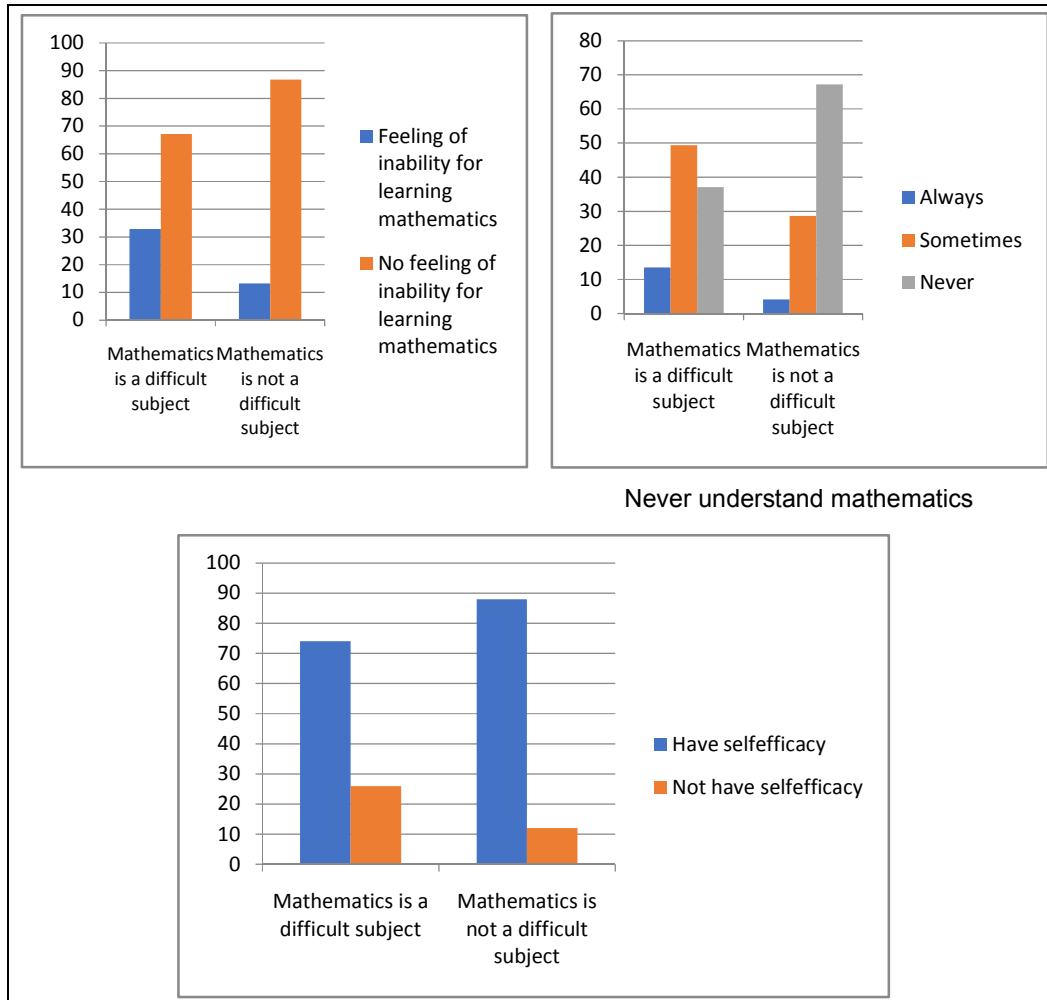 100
90
80
70
60
50
40
30
20
10
0
Mathematics
is a difficult
subject
Mathematics
is not a
difficult
subject
Feeling of
inability for
learning
mathematics
No feeling of
inability for
learning
mathematics
80
70
60
50
40
30
20
10
0
Mathematics
is a difficult
subject
Mathematics
is not a
difficult
subject
Always
Sometimes
Never
Never understand mathematics
100
90
80
70
60
50
40
30
20
10
0
Mathematics is a
difficult subject
Mathematics is
not a difficult
subject
Have selfefficacy
Not have selfefficacy